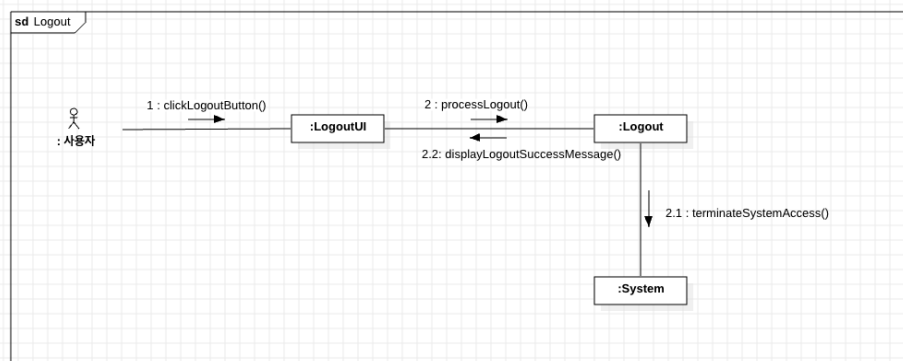 sd Logout
1 : clickLogoutButton()
2 : processLogout()
:LogoutUI
:Logout
: 사용자
2.2: displayLogoutSuccessMessage()
2.1 : terminateSystemAccess()
:System